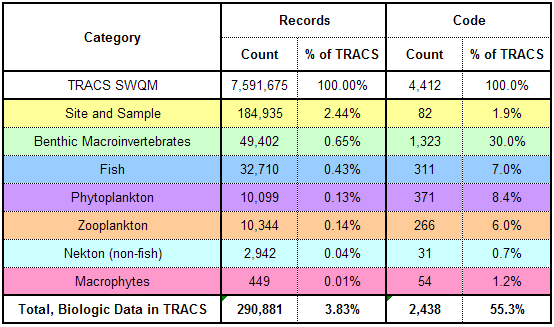 Category Records Code
Count % of TRACS Count % of TRACS
TRACS SWQM 7,591,675 100.00% 4,412 100.0%
Site and Sample 184,935 2.44% 82 1.9%
Benthic Macroinvertebrates 49,402 0.65% 1,323 30.0%
Fish 32,710 0.43% 311 7.0%
Phytoplankton 10,099 0.13% 371 8.4%
Zooplankton 10,344 0.14% 266 6.0%
Nekton (non-fish) 2,942 0.04% 31 0.7%
Macrophytes 449 0.01% 54 1.2%
Total, Biologic Data in TRACS 290,881 3.83% 2,438 55.3%